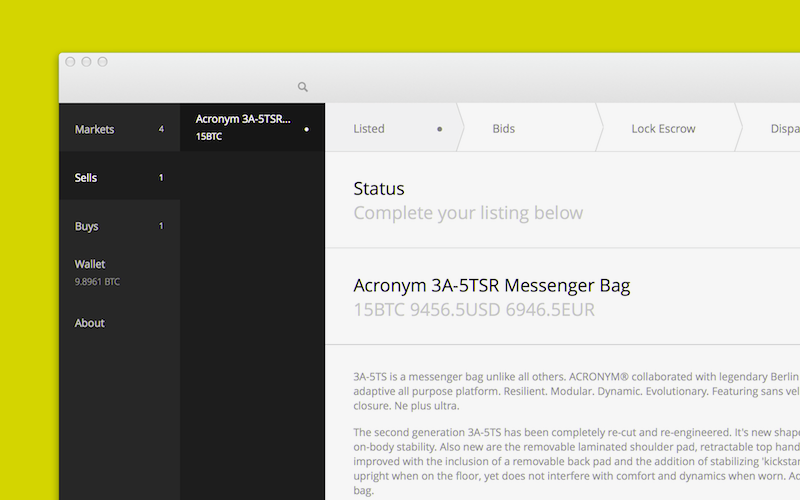 Markets 4
Sells 1
Buys 1
Wallet
9.8961 BTC
About
Acronym 3A-5TSR...
15BTC
Listed
Bids
Lock Escrow
Dispa
Status
Complete your listing below
Acronym 3A-5TSR Messenger Bag
15BTC 9456.5USD 6946.5EUR
3A-5TS is a messenger bag unlike all others. ACRONYM® collaborated with legendary Berlin
adaptive all purpose platform. Resilient. Modular. Dynamic. Evolutionary. Featuring sans vel
closure. Ne plus ultra.
The second generation 3A-5TS has been completely re-cut and re-engineered. It's new shap
on-body stability. Also new are the removable laminated shoulder pad, retractable top hand
improved with the inclusion of a removable back pad and the addition of stabilizing 'kickstar
upright when on the floor, yet does not interfere with comfort and dynamics when worn. Ad
bag.